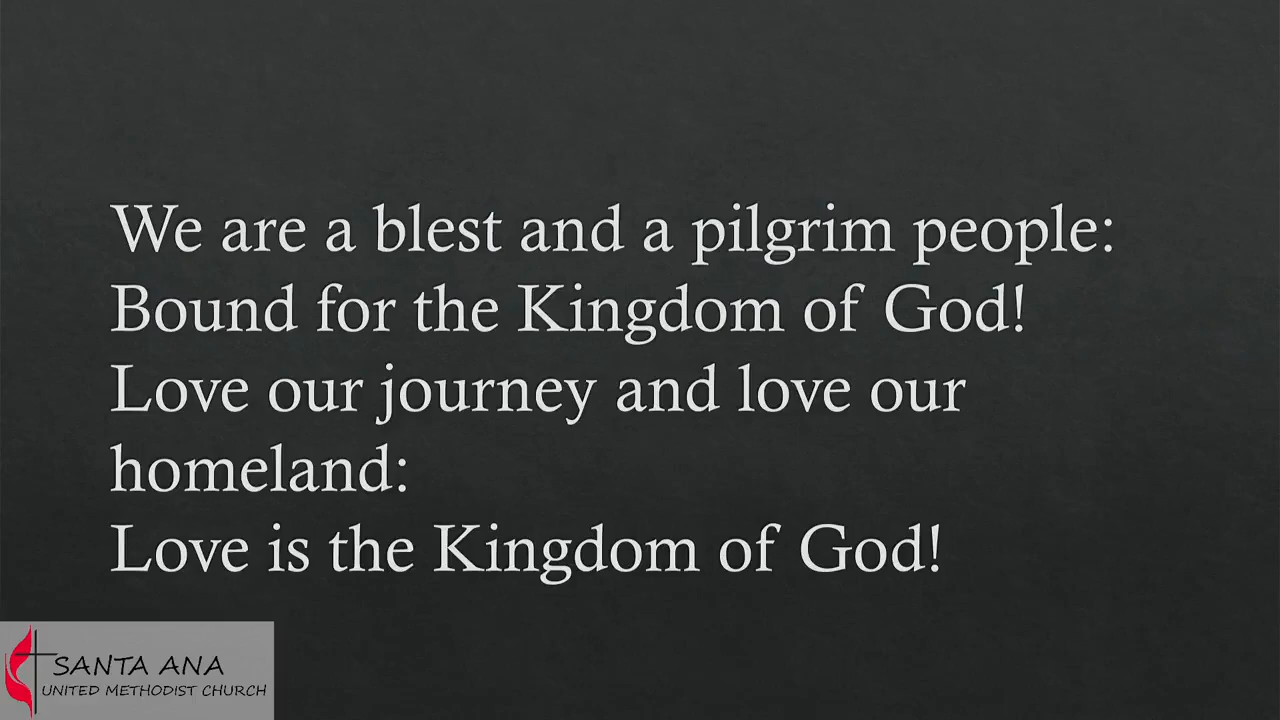 We are a blest and a pilgrim people:
Bound for the Kingdom of God!
Love our journey and love our
homeland:
Love is the Kingdom of God!
SANTA ANA
UNITED METHODIST CHURCH